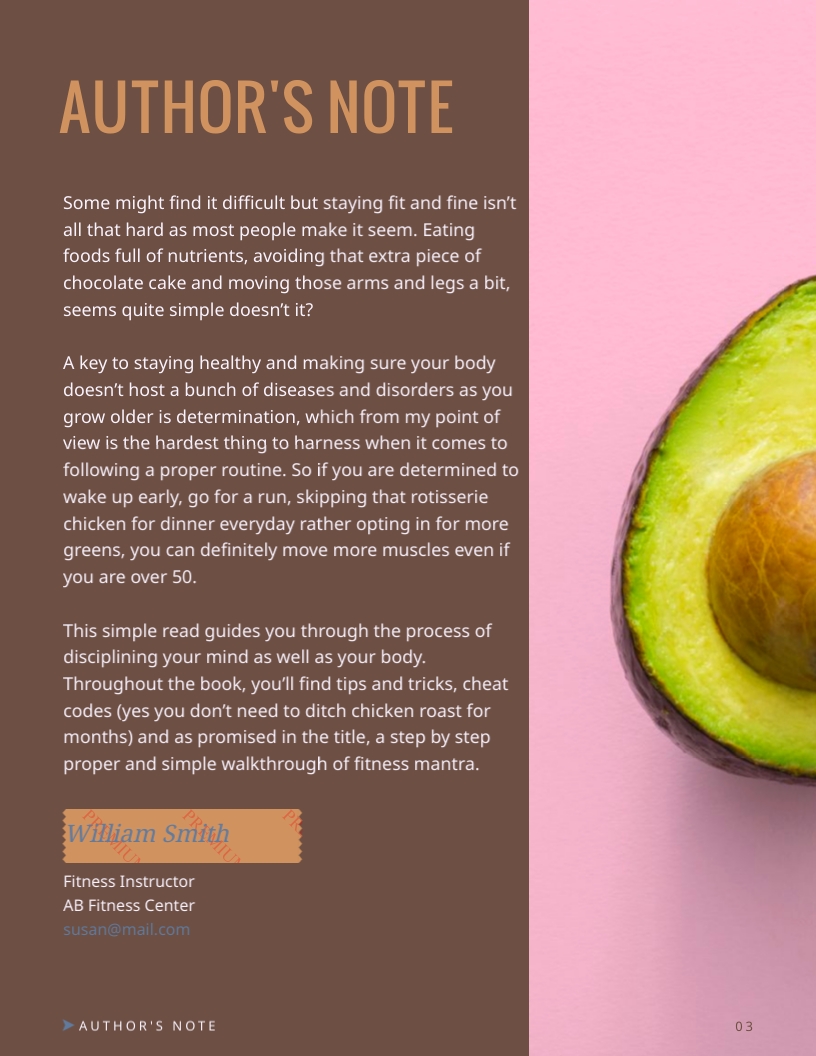 AUTHOR'S NOTE
Some might find it difficult but staying fit and fine isn’t
all that hard as most people make it seem. Eating
foods full of nutrients, avoiding that extra piece of
chocolate cake and moving those arms and legs a bit,
seems quite simple doesn’t it?
A key to staying healthy and making sure your body
doesn’t host a bunch of diseases and disorders as you
grow older is determination, which from my point of
view is the hardest thing to harness when it comes to
following a proper routine. So if you are determined to
wake up early, go for a run, skipping that rotisserie
chicken for dinner everyday rather opting in for more
greens, you can definitely move more muscles even if
you are over 50.
This simple read guides you through the process of
disciplining your mind as well as your body.
Throughout the book, you’ll find tips and tricks, cheat
codes (yes you don’t need to ditch chicken roast for
months) and as promised in the title, a step by step
proper and simple walkthrough of fitness mantra.
PREMIUM PREMIUM PR
William Smith
Fitness Instructor
AB Fitness Center
susan@mail.com
AUTHOR'S NOTE
03